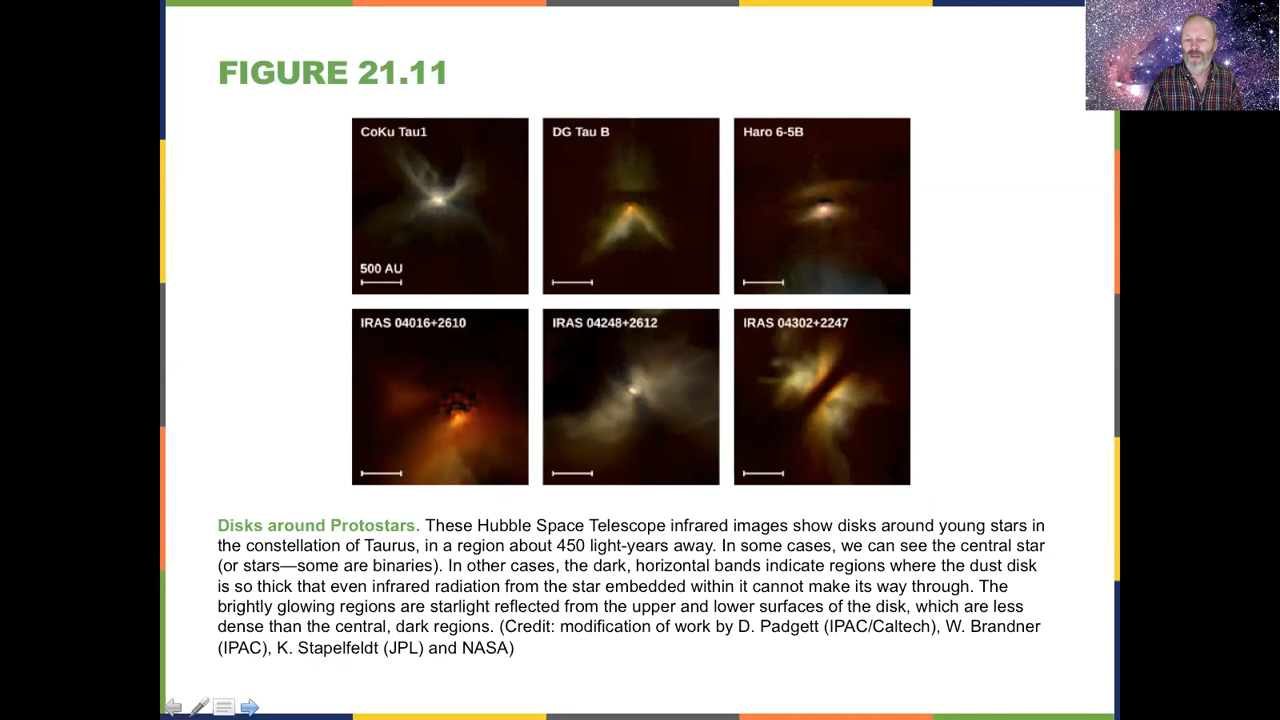 FIGURE 21.11
CoKu Tau1
DG Tau B
Haro 6-5B
500 AU
IRAS 04016+2610
IRAS 04248+2612
IRAS 04302+2247
Disks around Protostars. These Hubble Space Telescope infrared images show disks around young stars in
the constellation of Taurus, in a region about 450 light-years away. In some cases, we can see the central star
(or stars—some are binaries). In other cases, the dark, horizontal bands indicate regions where the dust disk
is so thick that even infrared radiation from the star embedded within it cannot make its way through. The
brightly glowing regions are starlight reflected from the upper and lower surfaces of the disk, which are less
dense than the central, dark regions. (Credit: modification of work by D. Padgett (IPAC/Caltech), W. Brandner
(IPAC), K. Stapelfeldt (JPL) and NASA)